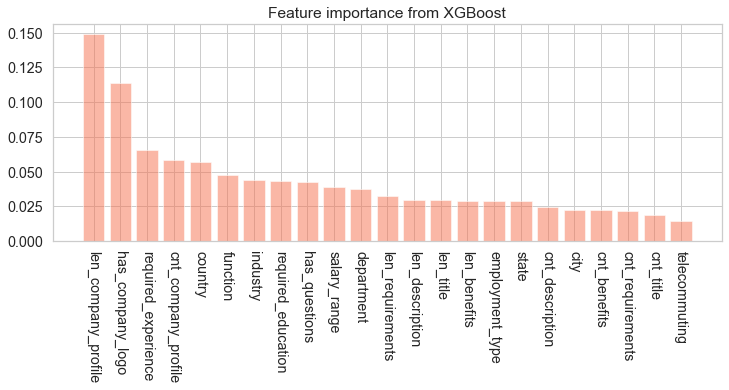 Feature importance from XGBoost
0.150
0.125
0.100
0.075
0.050
0.025
0.000
len_company_profile
has_company_logo
required_experience
cnt_company_profile
country
function
industry
required_education
has_questions
salary_range
department
len_requirements
len_description
len_title
len_benefits
employment_type
state
cnt_description
city
cnt_benefits
cnt_requirements
cnt_title
telecommuting